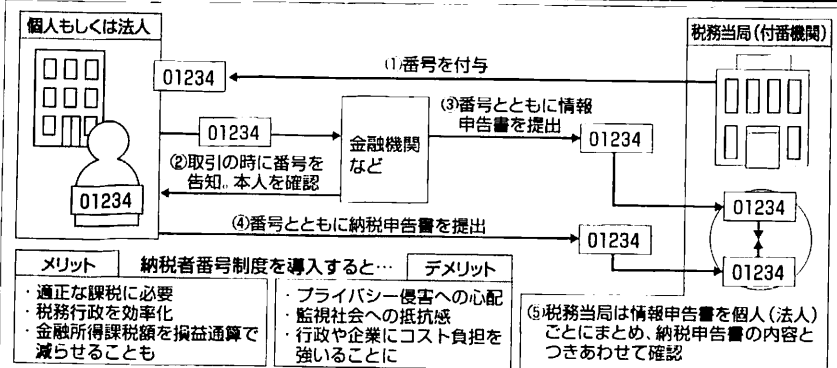 個人もしくは法人
税務当局(付番機関)
(1)番号を付与
01234
01234
②取引の時に番号を
告知。本人を確認
金融機関
など
③番号とともに情報
申告書を提出
01234
01234
01234
④番号とともに納税申告書を提出
01234
01234
メリット
納税者番号制度を導入すると…
デメリット
・適正な課税に必要
・税務行政を効率化
・金融所得課税額を損益通算で
減らせることも
・プライバシー侵害への心配
・監視社会への抵抗感
・行政や企業にコスト負担を
強いることに
⑤税務当局は情報申告書を個人(法人)
ごとにまとめ、納税申告書の内容と
つきあわせて確認